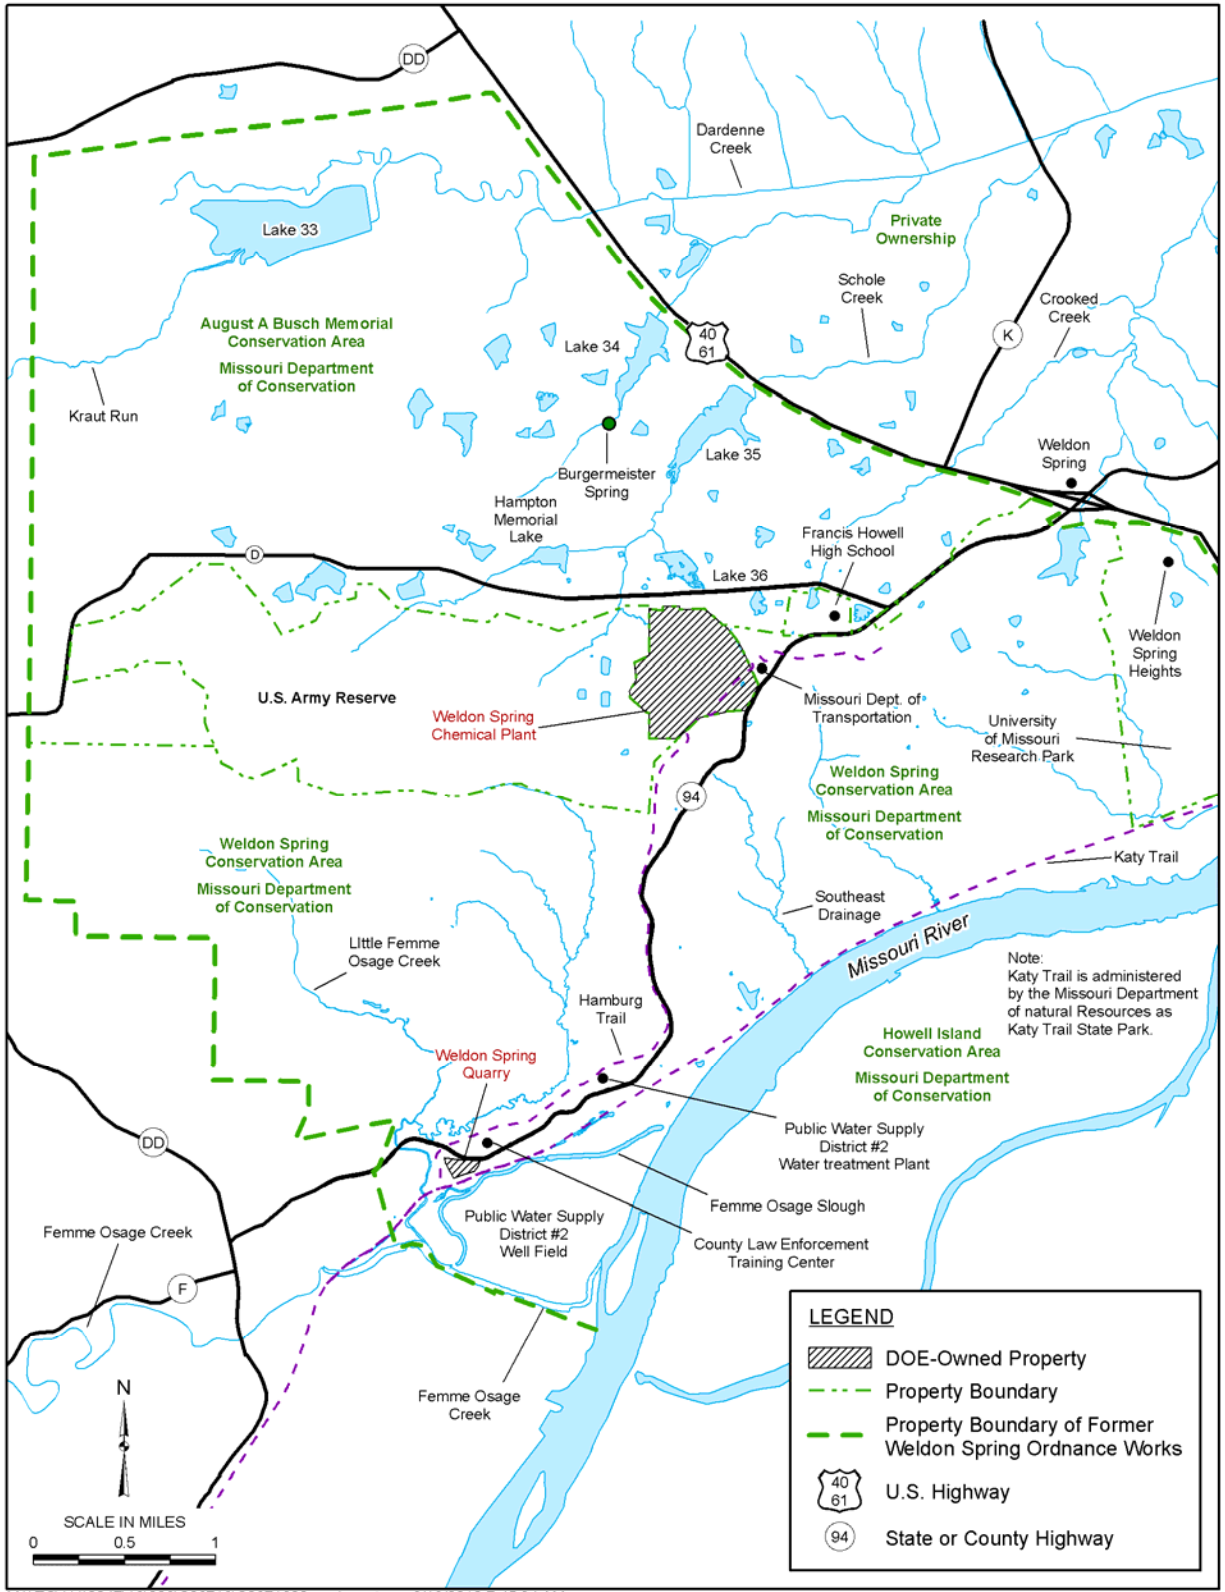 DD
Dardenne
Creek
Private
Ownership
Lake 33
Schole
Creek
Crooked
Creek
August A Busch Memorial
Conservation Area
Missouri Department
of Conservation
Lake 34
40
61
K
Kraut Run
Burgermeister
Spring
Lake 35
Weldon
Spring
Hampton
Memorial
Lake
Francis Howell
High School
D
Lake 36
Weldon
Spring
Heights
U.S. Army Reserve
Weldon Spring
Chemical Plant
Missouri Dept. of
Transportation
University
of Missouri
Research Park
94
Weldon Spring
Conservation Area
Missouri Department
of Conservation
Weldon Spring
Conservation Area
Missouri Department
of Conservation
Katy Trail
Southeast
Drainage
Missouri River
LIttle Femme
Osage Creek
Note:
Katy Trail is administered
by the Missouri Department
of natural Resources as
Katy Trail State Park.
Hamburg
Trail
Howell Island
Conservation Area
Missouri Department
of Conservation
Weldon Spring
Quarry
DD
Public Water Supply
District #2
Water treatment Plant
Femme Osage Slough
Public Water Supply
District #2
Well Field
County Law Enforcement
Training Center
Femme Osage Creek
F
Femme Osage
Creek
N
SCALE IN MILES
0 0.5 1
LEGEND
DOE-Owned Property
Property Boundary
Property Boundary of Former
Weldon Spring Ordnance Works
40
61
U.S. Highway
94
State or County Highway